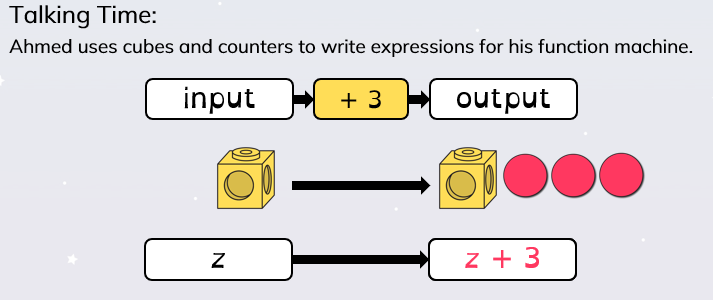 Talking Time:
Ahmed uses cubes and counters to write expressions for his function machine.
input + 3 output
z z + 3